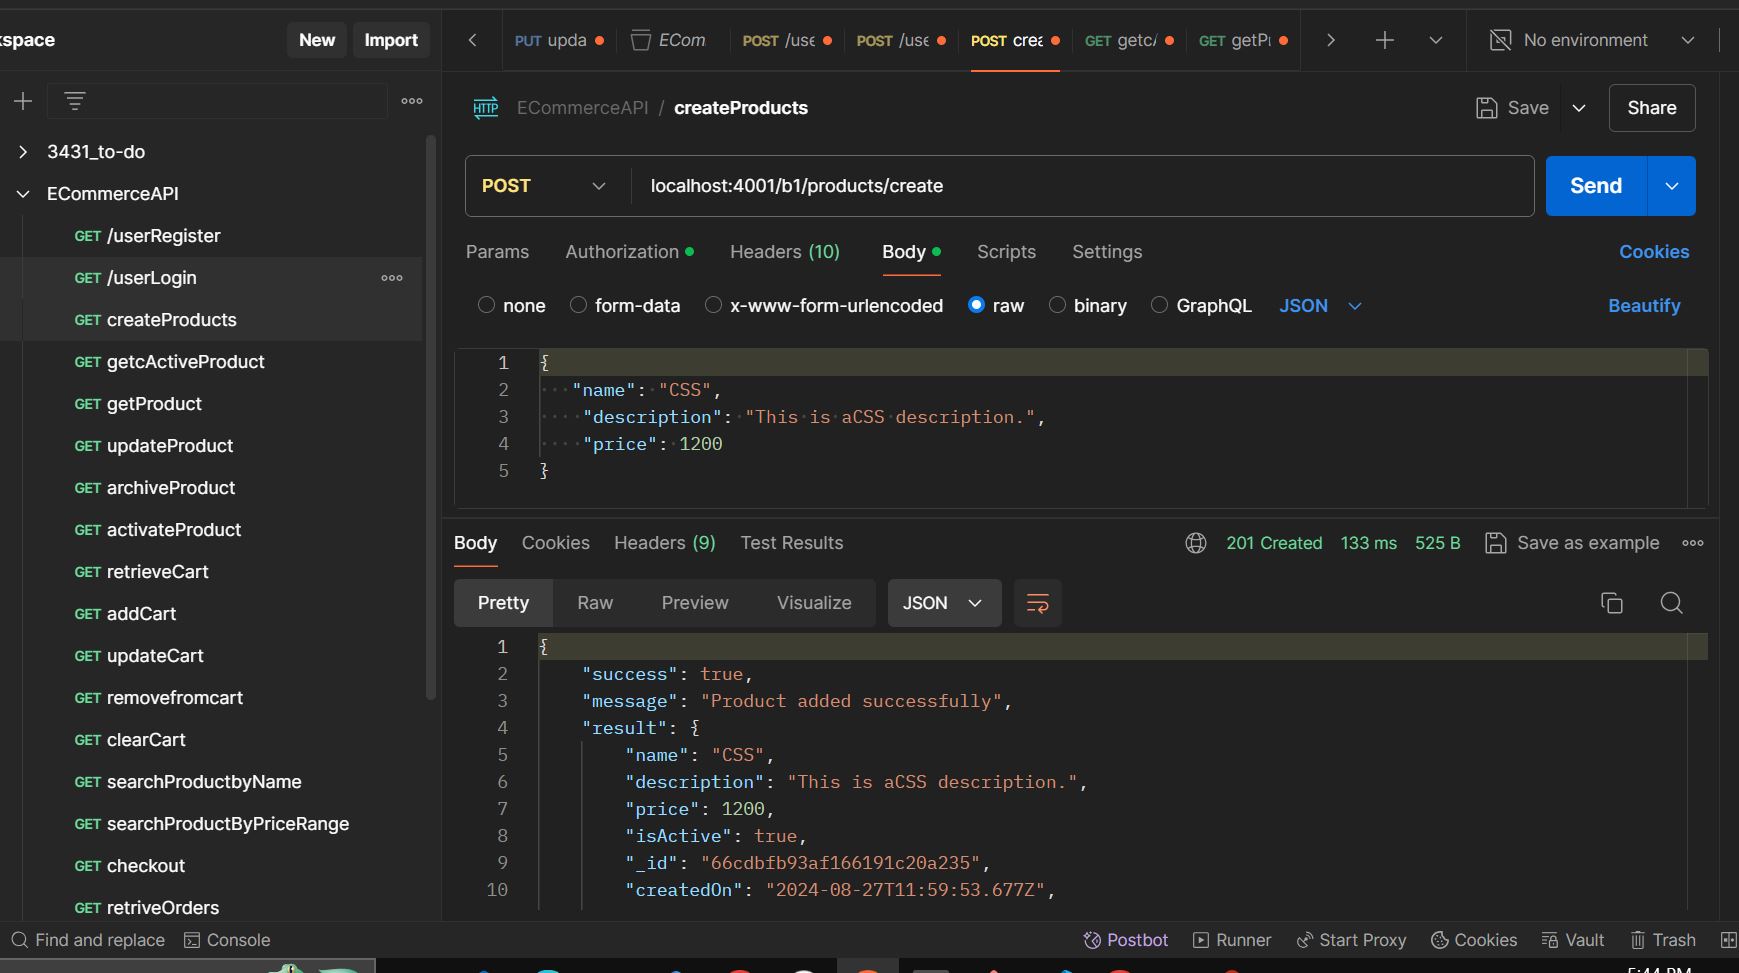 kspace
New Import
PUT upda
ECom
POST /use
POST /use
POST crea
GET getc/
GET getPr
No environment
3431_to-do
ECommerceAPI
GET /userRegister
GET /userLogin
GET createProducts
GET getcActiveProduct
GET getProduct
GET updateProduct
GET archiveProduct
GET activateProduct
GET retrieveCart
GET addCart
GET updateCart
GET removefromcart
GET clearCart
GET searchProductbyName
GET searchProductByPriceRange
GET checkout
GET retriveOrders
HTTP ECommerceAPI / createProducts
Save Share
POST localhost:4001/b1/products/create Send
Params Authorization Headers (10) Body Scripts Settings Cookies
none form-data x-www-form-urlencoded raw binary GraphQL JSON Beautify
1 {
2 "name": "CSS",
3 "description": "This is aCSS description.",
4 "price": 1200
5 }
Body Cookies Headers (9) Test Results 201 Created 133 ms 525 B Save as example
Pretty Raw Preview Visualize JSON
1 {
2 "success": true,
3 "message": "Product added successfully",
4 "result": {
5 "name": "CSS",
6 "description": "This is aCSS description.",
7 "price": 1200,
8 "isActive": true,
9 "_id": "66cdbfb93af166191c20a235",
10 "createdOn": "2024-08-27T11:59:53.677Z",
Find and replace Console Postbot Runner Start Proxy Cookies Vault Trash
5:44 PM